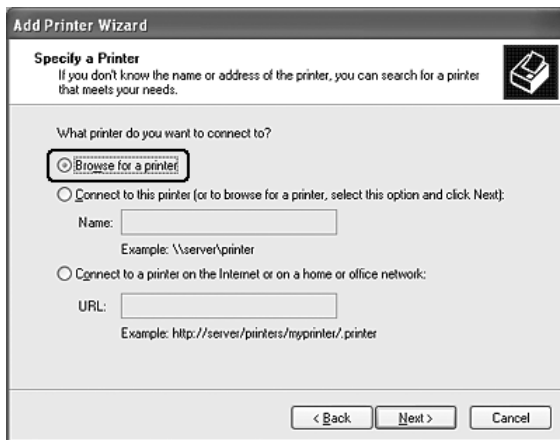 Add Printer Wizard
Specify a Printer
If you don't know the name or address of the printer, you can search for a printer
that meets your needs.
What printer do you want to connect to?
Browse for a printer
Connect to this printer (or to browse for a printer, select this option and click Next):
Name:
Example: \\server\printer
Connect to a printer on the Internet or on a home or office network:
URL:
Example: http://server/printers/myprinter/.printer
< Back Next > Cancel